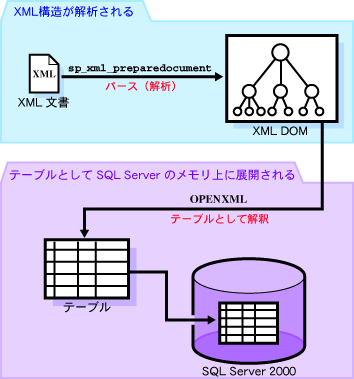 XML構造が解析される
sp_xml_preparedocument
XML
パース（解析）
XML 文書
XML DOM
テーブルとして SQL Server のメモリ上に展開される
OPENXML
テーブルとして解釈
テーブル
SQL Server 2000